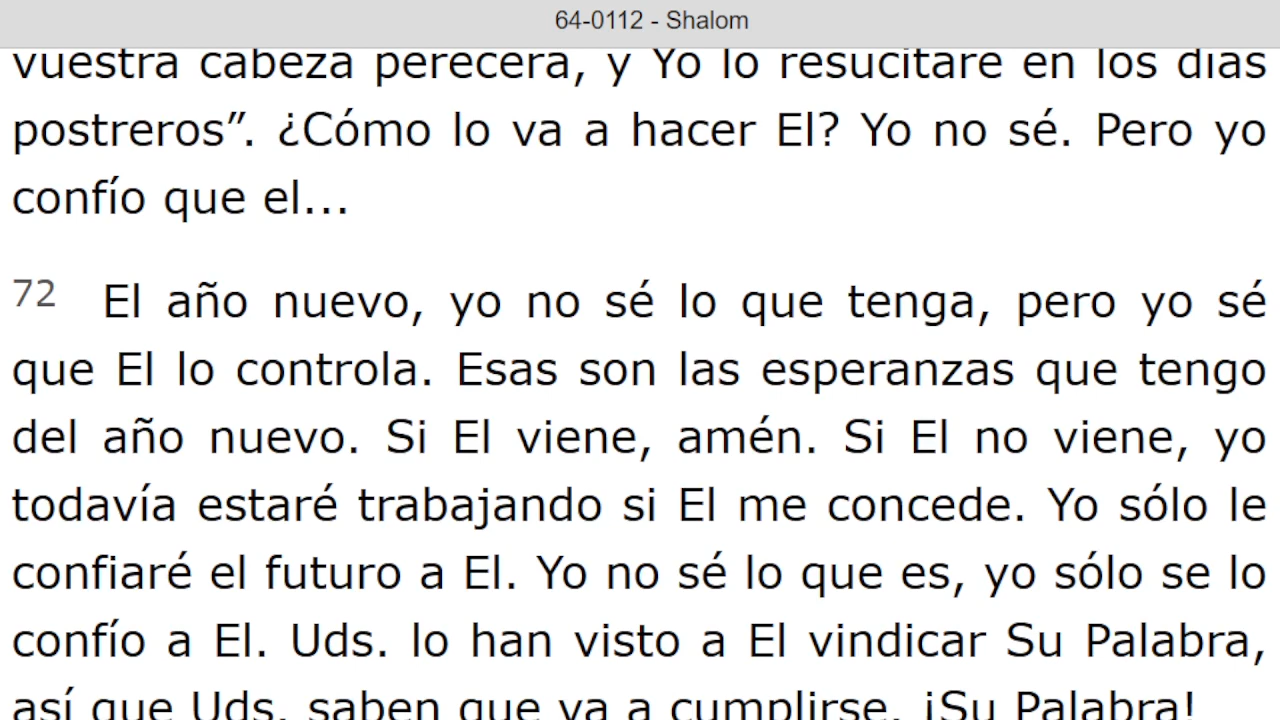 64-0112 - Shalom
vuestra cabeza perecerá, y Yo lo resucitaré en los días
postreros”. ¿Cómo lo va a hacer El? Yo no sé. Pero yo
confío que el...
72 El año nuevo, yo no sé lo que tenga, pero yo sé
que El lo controla. Esas son las esperanzas que tengo
del año nuevo. Si El viene, amén. Si El no viene, yo
todavía estaré trabajando si El me concede. Yo sólo le
confiaré el futuro a El. Yo no sé lo que es, yo sólo se lo
confío a El. Uds. lo han visto a El vindicar Su Palabra,
así que Uds. saben que va a cumplirse. ¡Su Palabra!